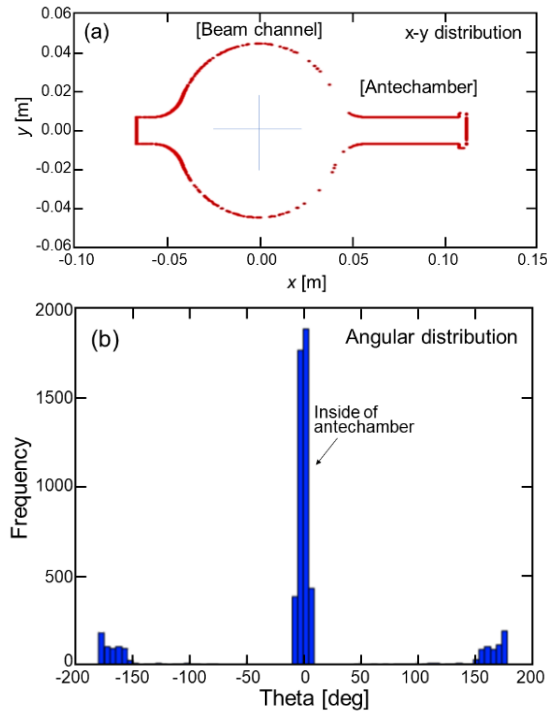 (a)
[Beam channel]
x-y distribution
[Antechamber]
y [m]
0.06
0.04
0.02
0.00
-0.02
-0.04
-0.06
-0.10
-0.05
0.00
0.05
0.10
0.15
x [m]
(b)
Angular distribution
Inside of
antechamber
Frequency
2000
1500
1000
500
0
-200
-150
-100
-50
0
50
100
150
200
Theta [deg]